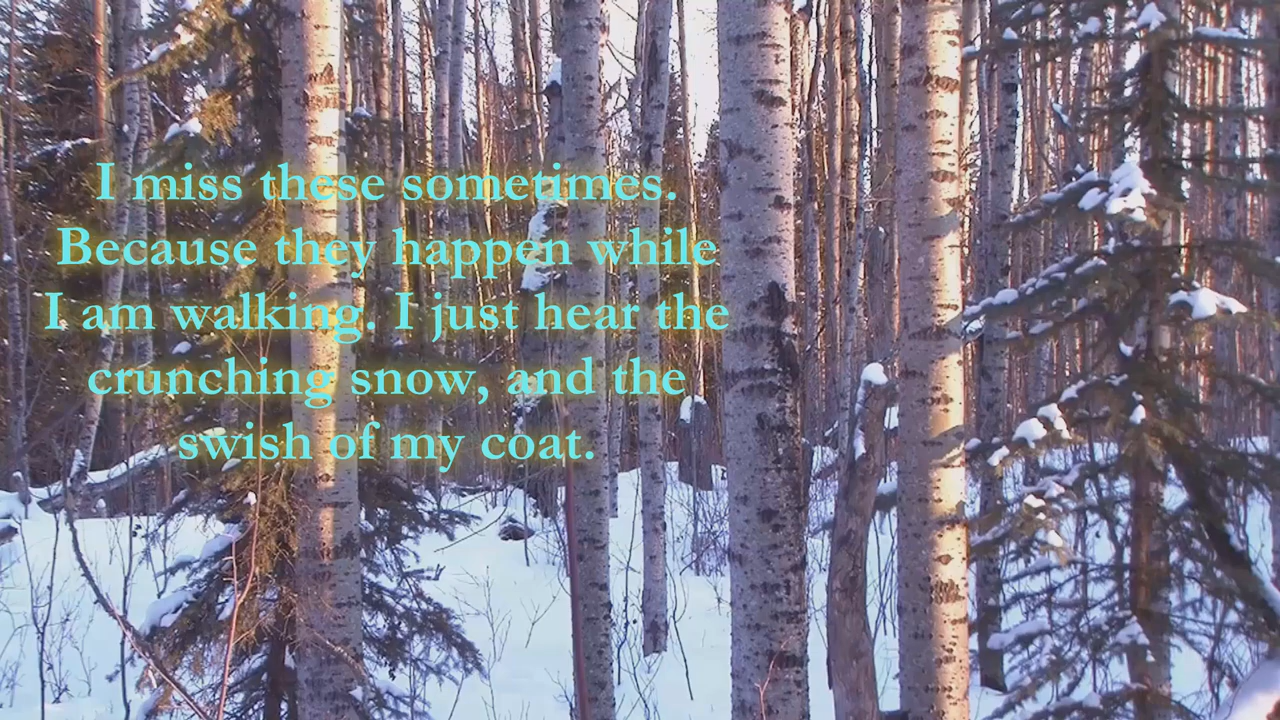 I miss these sometimes.
Because they happen while
I am walking. I just hear the
crunching snow, and the
swish of my coat.